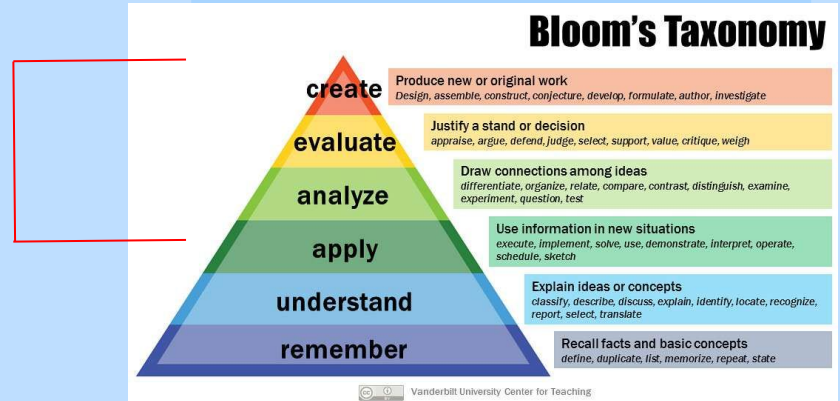 Bloom's Taxonomy
create
Produce new or original work
Design, assemble, construct, conjecture, develop, formulate, author, investigate
evaluate
Justify a stand or decision
appraise, argue, defend, judge, select, support, value, critique, weigh
analyze
Draw connections among ideas
differentiate, organize, relate, compare, contrast, distinguish, examine,
experiment, question, test
apply
Use information in new situations
execute, implement, solve, use, demonstrate, interpret, operate,
schedule, sketch
understand
Explain ideas or concepts
classify, describe, discuss, explain, identify, locate, recognize,
report, select, translate
remember
Recall facts and basic concepts
define, duplicate, list, memorize, repeat, state
cc
Vanderbilt University Center for Teaching